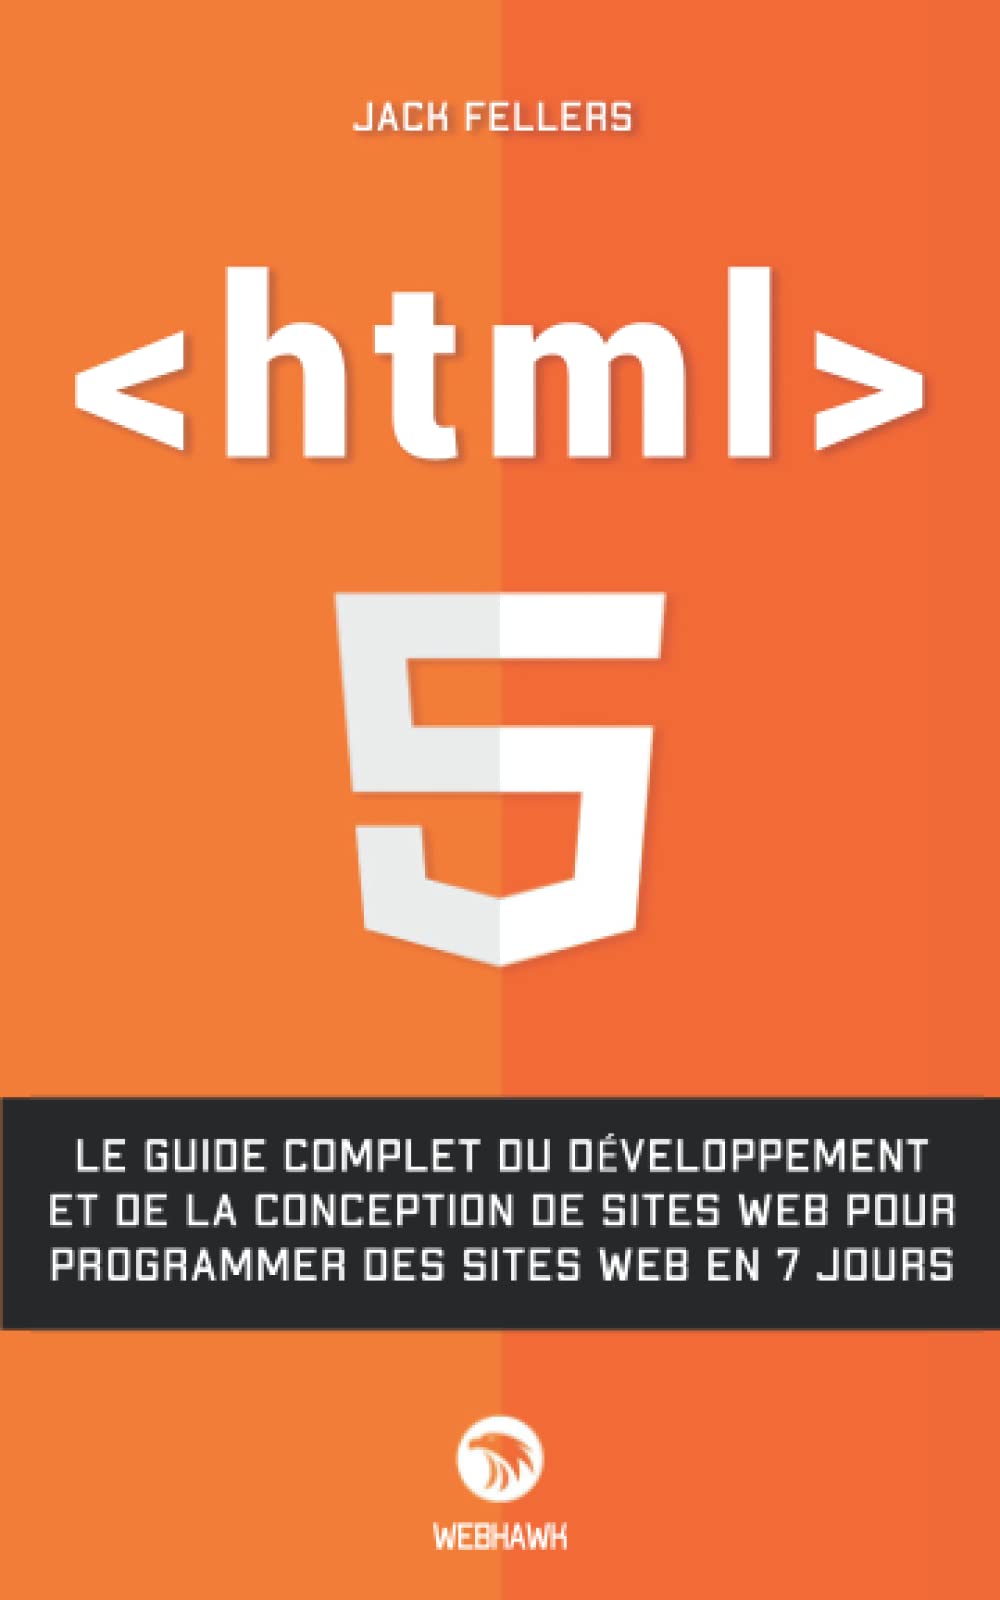 JACK FELLERS
<html>
5
LE GUIDE COMPLET DU DÉVELOPPEMENT
ET DE LA CONCEPTION DE SITES WEB POUR
PROGRAMMER DES SITES WEB EN 7 JOURS
WEBHAWK